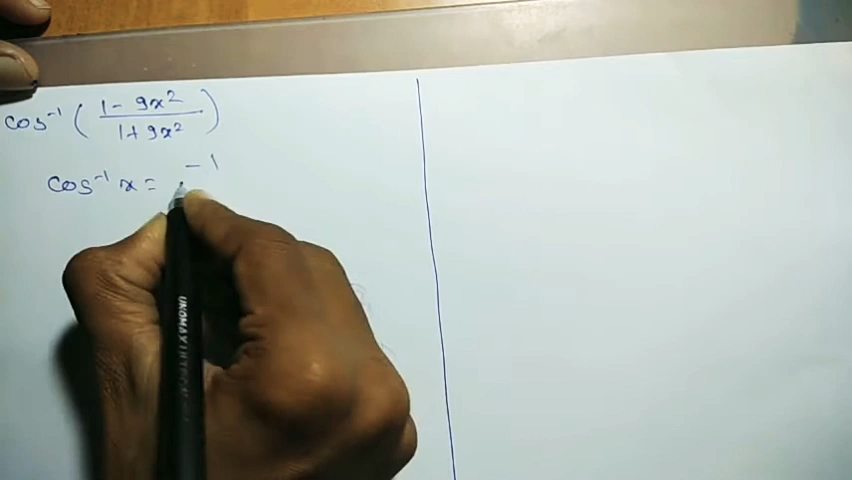 cos⁻¹ ( (1 - 9x²) / (1 + 9x²) )
cos⁻¹ x = -1